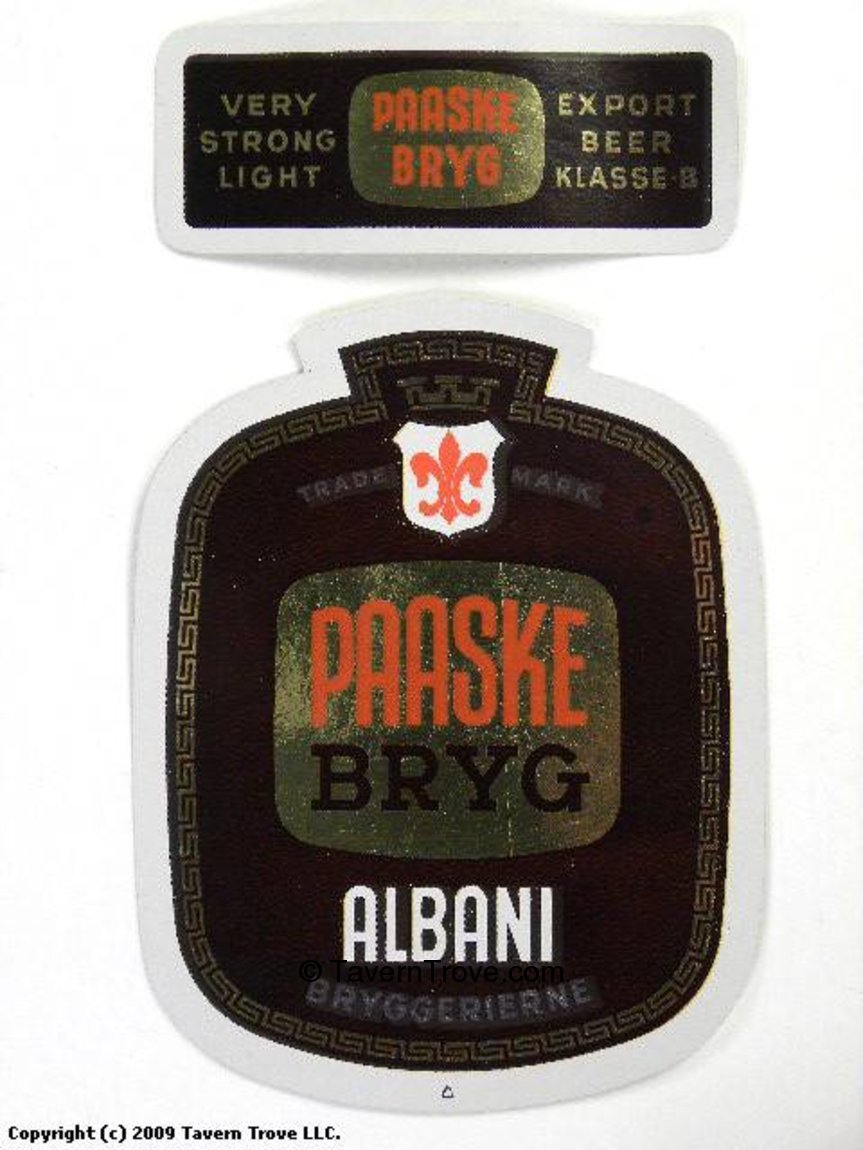 VERY
STRONG
LIGHT
PAASKE
BRYG
EXPORT
BEER
KLASSE-B
TRADE MARK.
PAASKE
BRYG
ALBANI
© TavernTrove.com
BRYGGERIERNE
Copyright (c) 2009 Tavern Trove LLC.